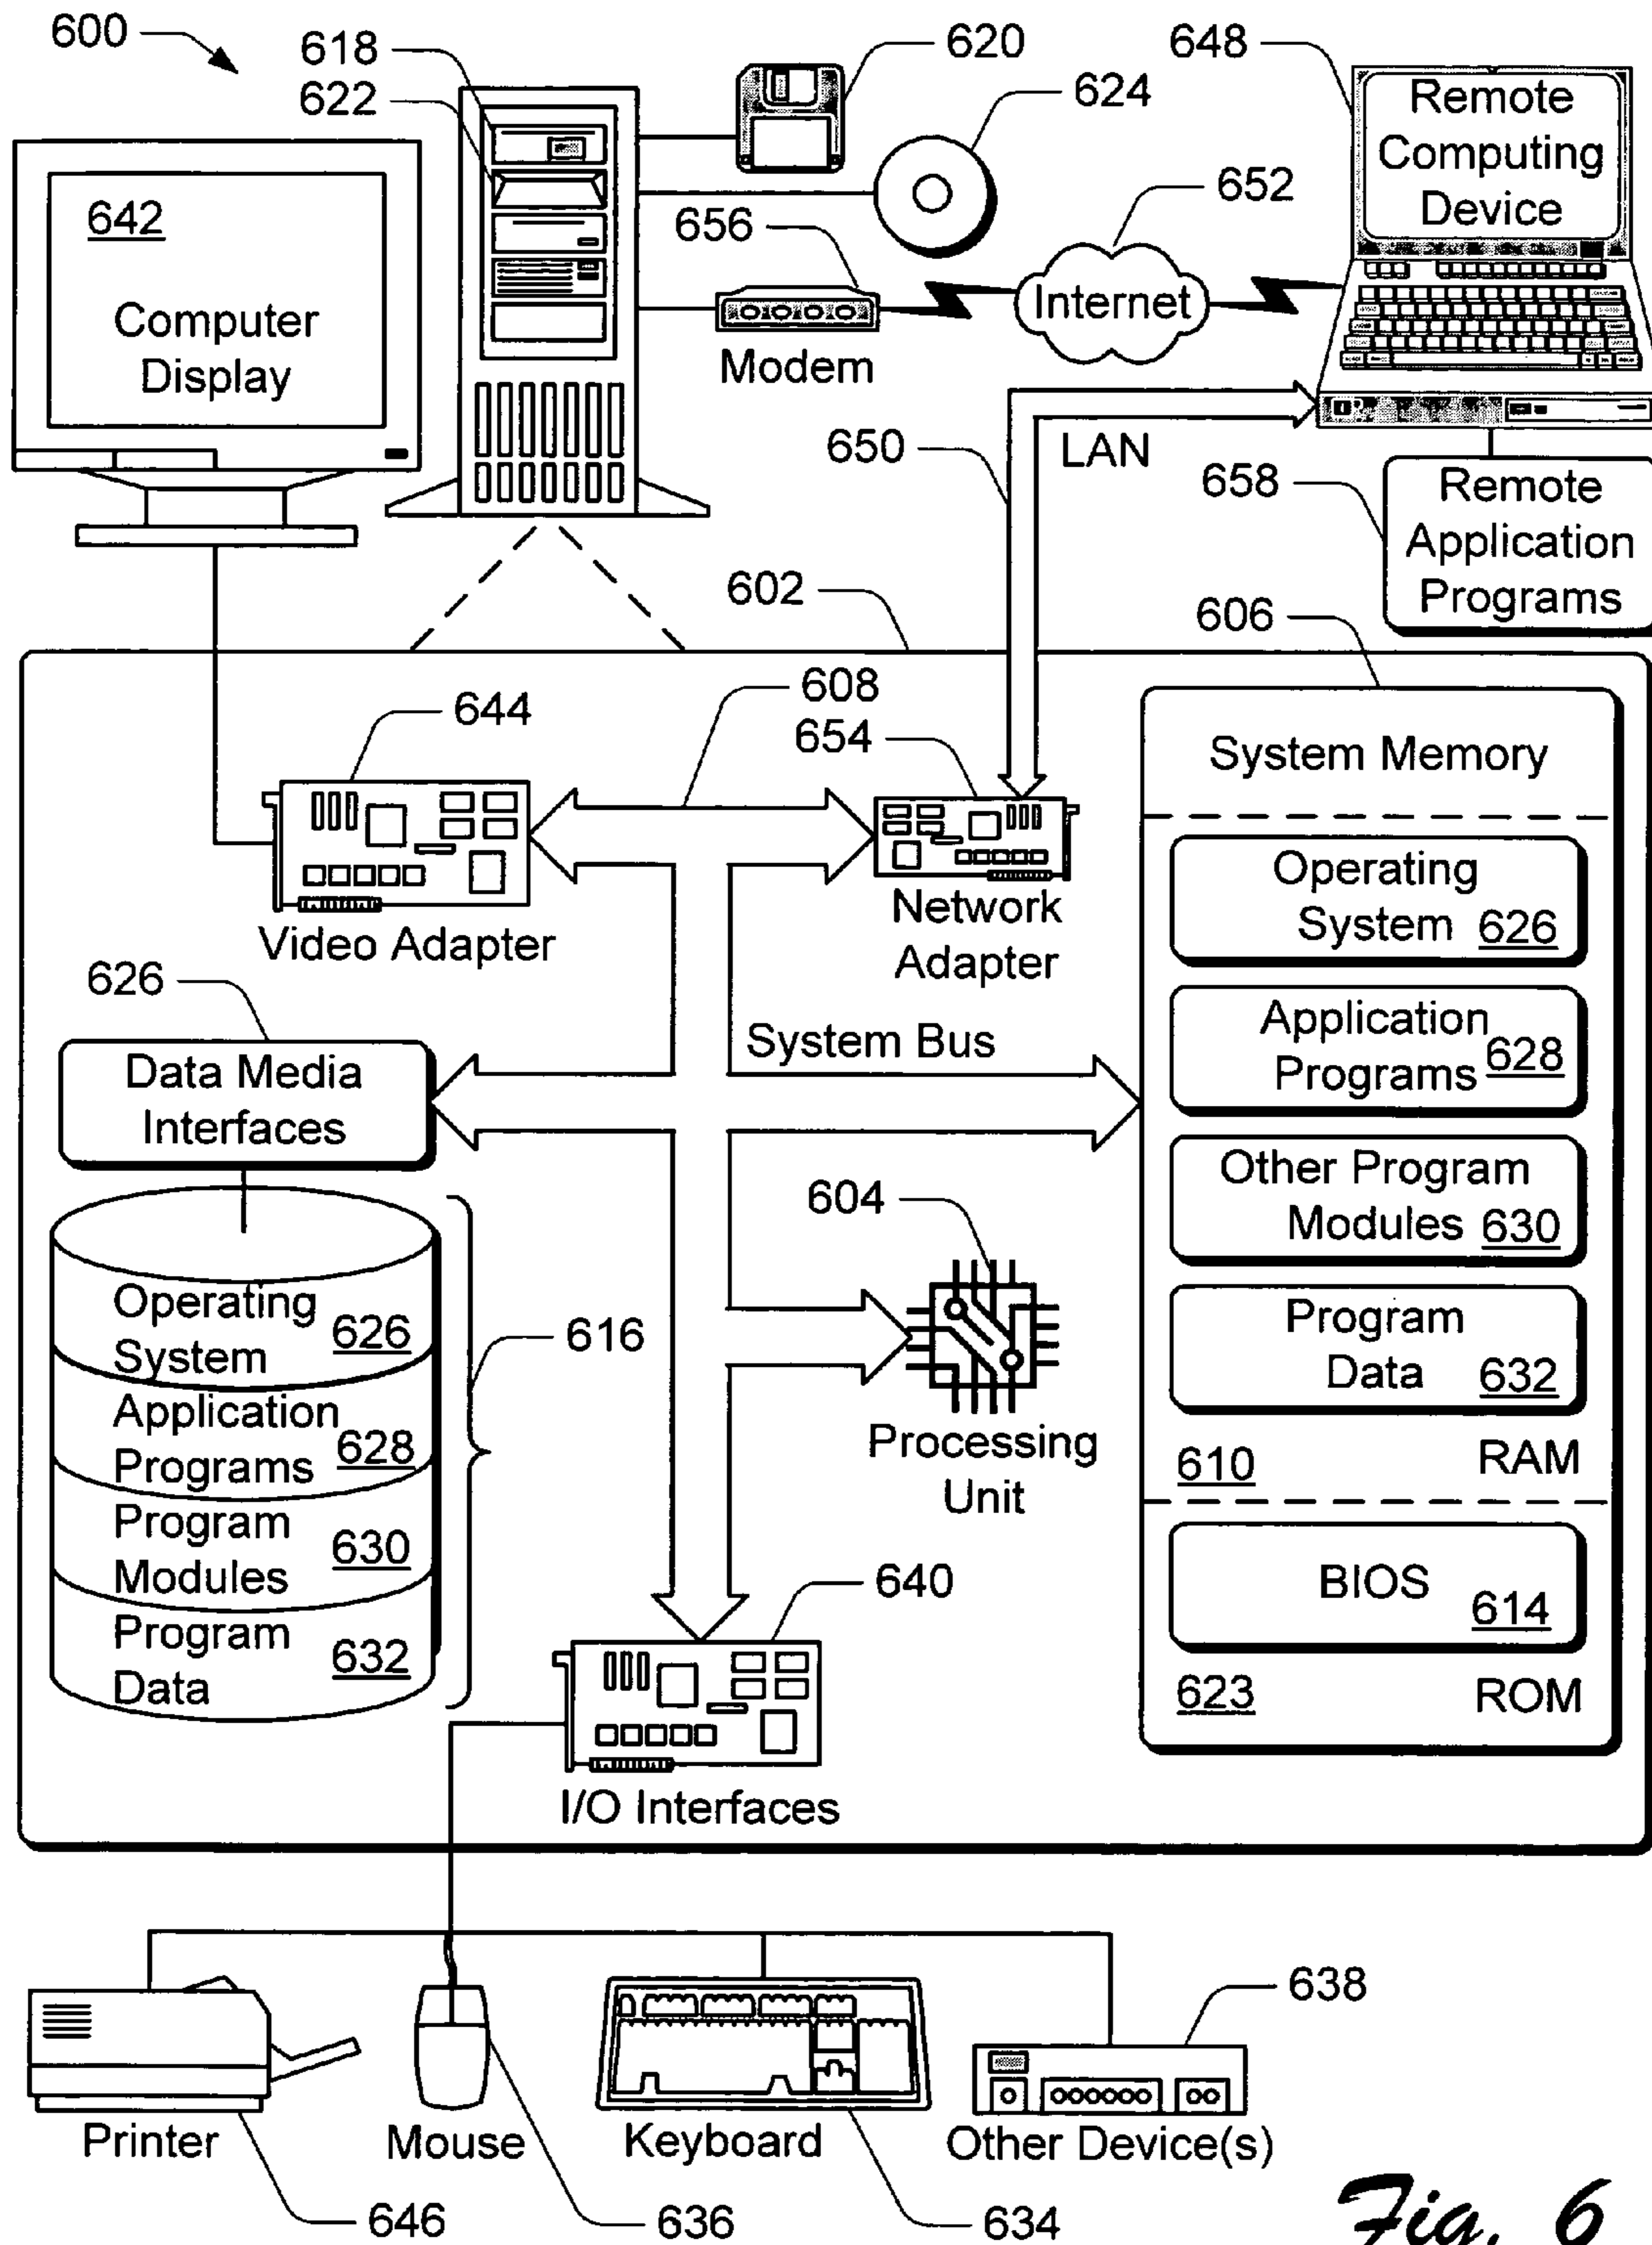 600
618
622
620
624
648
Remote
Computing
Device
652
656
642
Computer
Display
Internet
Modem
650
LAN
658
Remote
Application
Programs
602
606
608
644
654
System Memory
Operating
System 626
Video Adapter
Network
Adapter
626
Data Media
Interfaces
System Bus
Application
Programs 628
Other Program
Modules 630
604
Program
Data 632
Operating
System 626
616
Application
Programs 628
Program
Modules 630
Program
Data 632
Processing
Unit
610 RAM
BIOS 614
623 ROM
640
I/O Interfaces
638
Printer
Mouse
Keyboard
Other Device(s)
646
636
634
Fig. 6